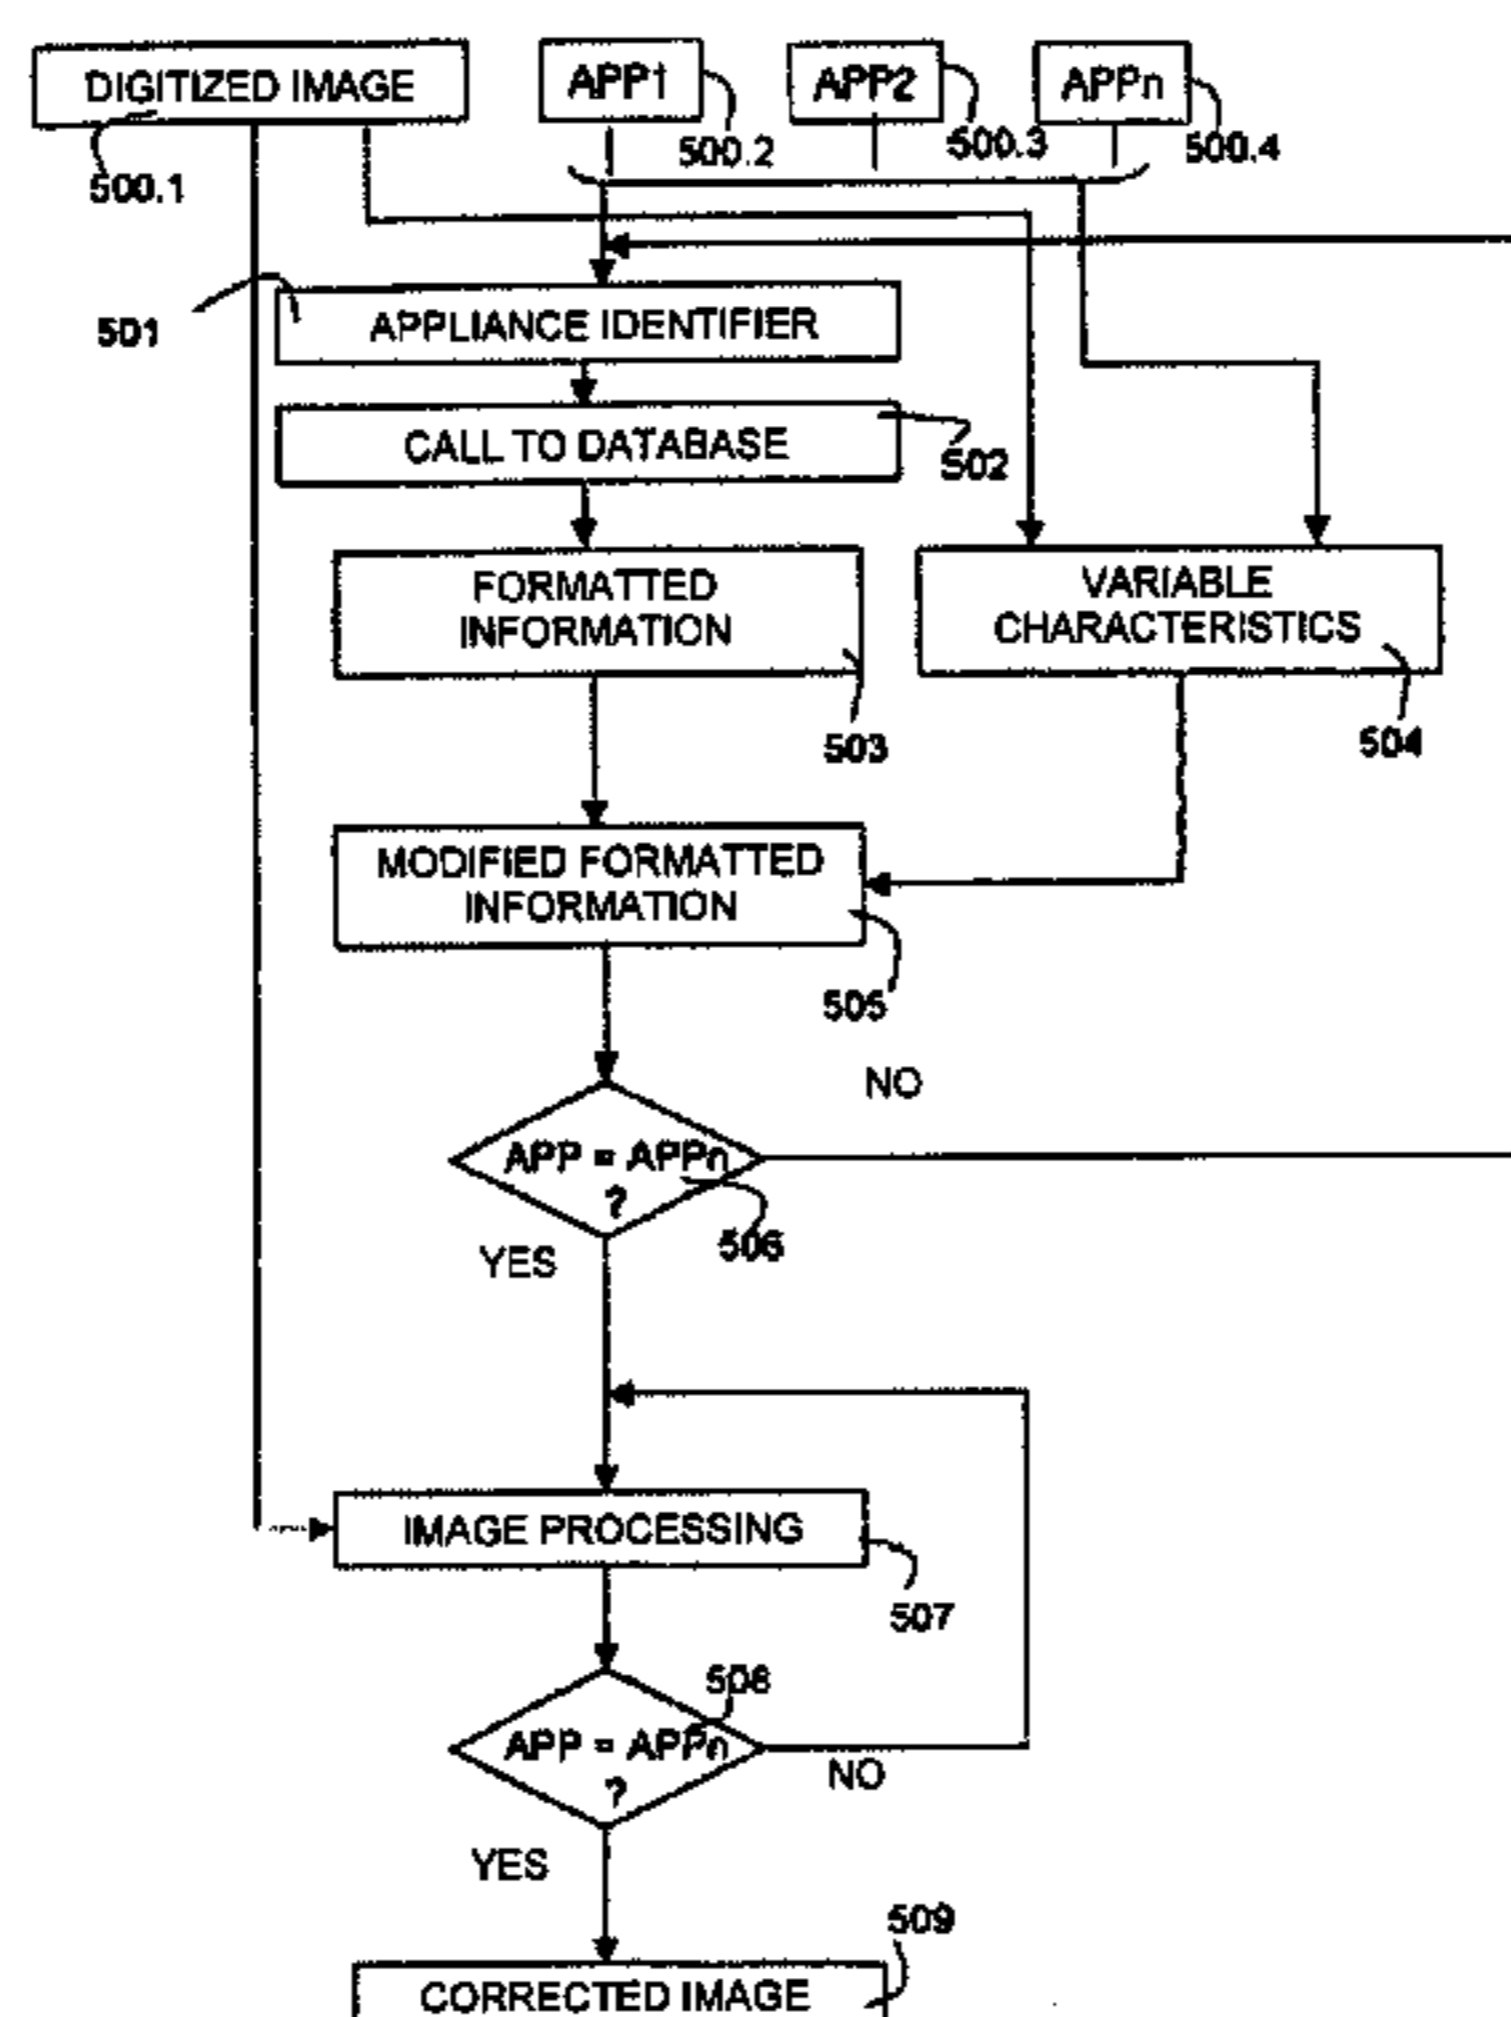 DIGITIZED IMAGE
APP1
APP2
APPn
500.1
500.2
500.3
500.4
501
APPLIANCE IDENTIFIER
CALL TO DATABASE
502
FORMATTED
INFORMATION
503
VARIABLE
CHARACTERISTICS
504
MODIFIED FORMATTED
INFORMATION
505
NO
APP = APPn
?
506
YES
IMAGE PROCESSING
507
508
APP = APPn
?
NO
YES
509
CORRECTED IMAGE